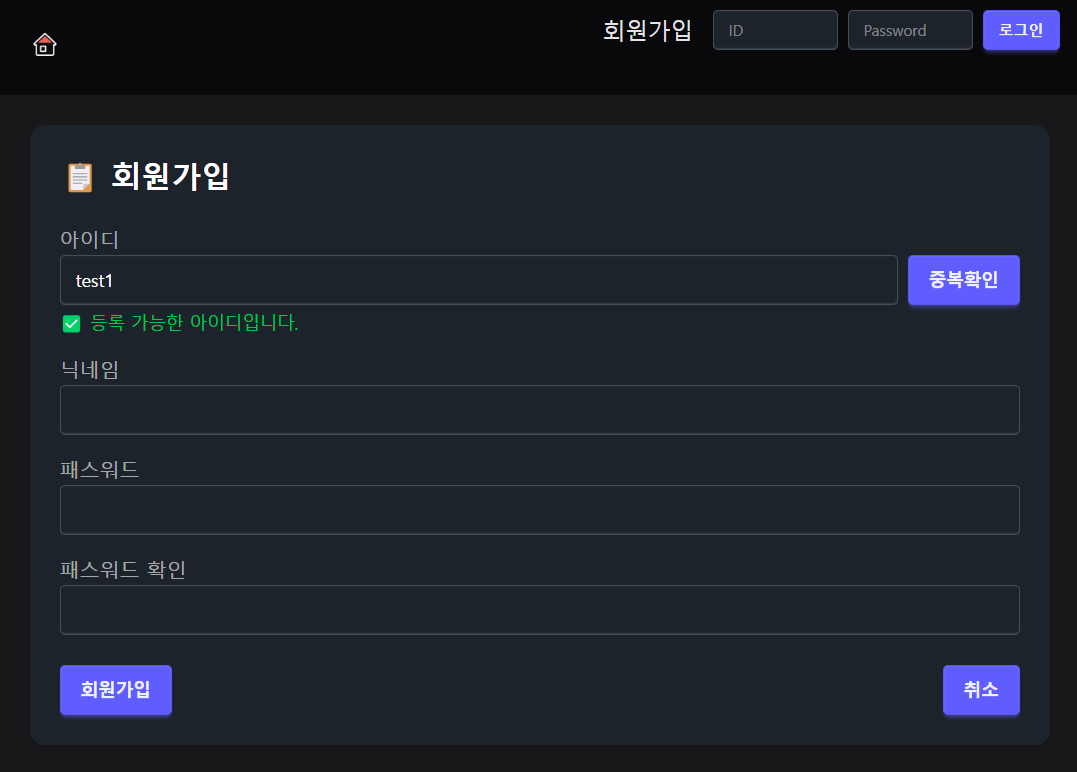 회원가입 ID Password 로그인
회원가입
아이디
test1 중복확인
등록 가능한 아이디입니다.
닉네임
패스워드
패스워드 확인
회원가입 취소